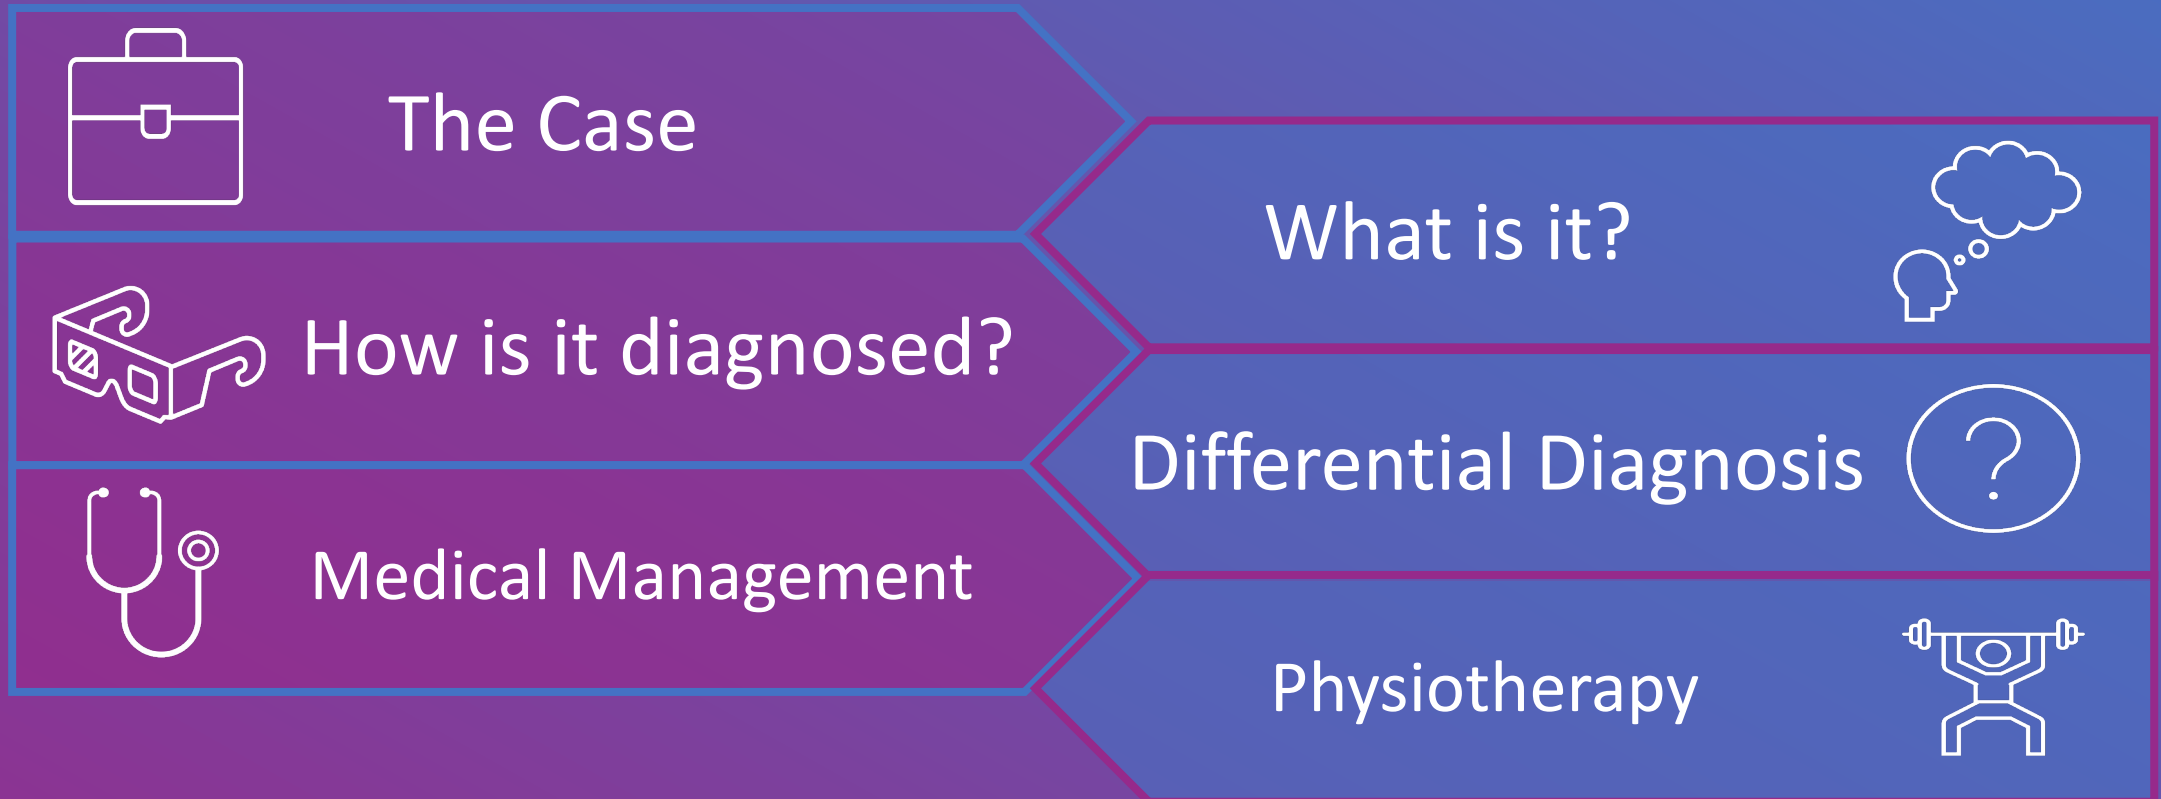 The Case
What is it?
How is it diagnosed?
Differential Diagnosis
Medical Management
Physiotherapy